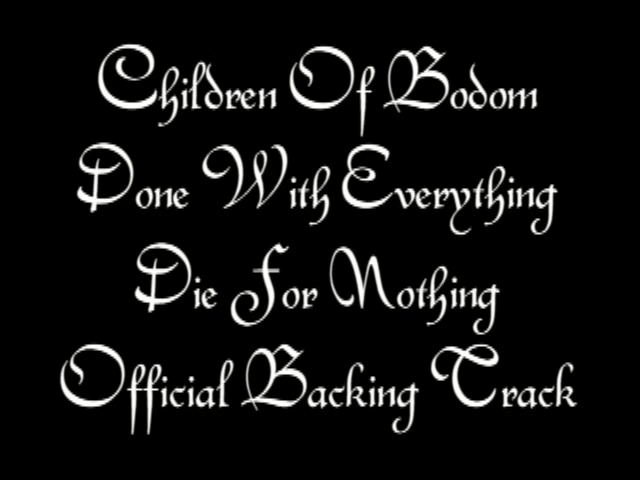 Children Of Bodom
Done With Everything
Die For Nothing
Official Backing Track